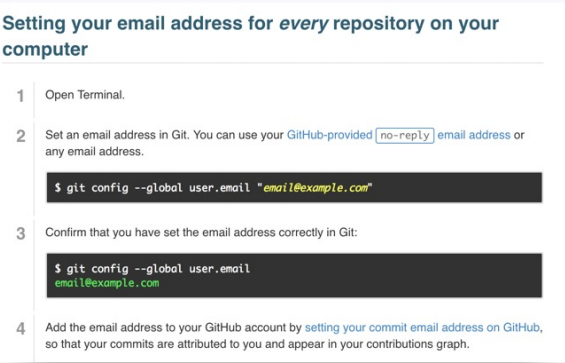 Setting your email address for every repository on your
computer
1 Open Terminal.
2 Set an email address in Git. You can use your GitHub-provided no-reply email address or
any email address.
$ git config --global user.email "email@example.com"
3 Confirm that you have set the email address correctly in Git:
$ git config --global user.email
email@example.com
4 Add the email address to your GitHub account by setting your commit email address on GitHub,
so that your commits are attributed to you and appear in your contributions graph.